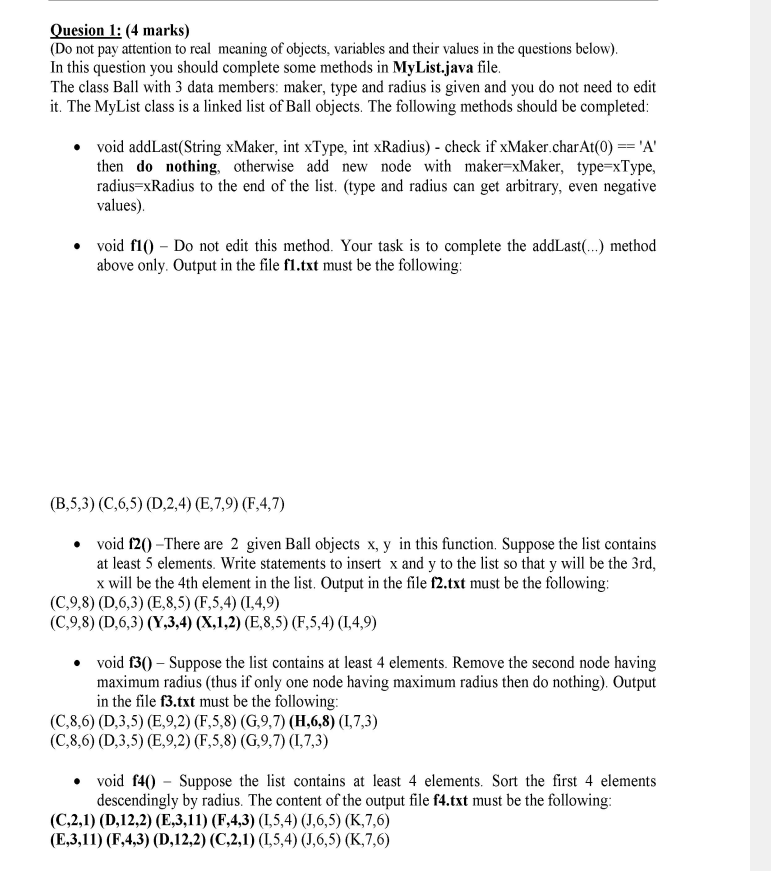 Quesion 1: (4 marks)
(Do not pay attention to real meaning of objects, variables and their values in the questions below).
In this question you should complete some methods in MyList.java file.
The class Ball with 3 data members: maker, type and radius is given and you do not need to edit
it. The MyList class is a linked list of Ball objects. The following methods should be completed:
• void addLast(String xMaker, int xType, int xRadius) - check if xMaker.charAt(0) == 'A'
then do nothing, otherwise add new node with maker=xMaker, type=xType,
radius=xRadius to the end of the list. (type and radius can get arbitrary, even negative
values).
• void f1() – Do not edit this method. Your task is to complete the addLast(...) method
above only. Output in the file f1.txt must be the following:
(B,5,3) (C,6,5) (D,2,4) (E,7,9) (F,4,7)
• void f2() –There are 2 given Ball objects x, y in this function. Suppose the list contains
at least 5 elements. Write statements to insert x and y to the list so that y will be the 3rd,
x will be the 4th element in the list. Output in the file f2.txt must be the following:
(C,9,8) (D,6,3) (E,8,5) (F,5,4) (I,4,9)
(C,9,8) (D,6,3) (Y,3,4) (X,1,2) (E,8,5) (F,5,4) (I,4,9)
• void f3() – Suppose the list contains at least 4 elements. Remove the second node having
maximum radius (thus if only one node having maximum radius then do nothing). Output
in the file f3.txt must be the following:
(C,8,6) (D,3,5) (E,9,2) (F,5,8) (G,9,7) (H,6,8) (I,7,3)
(C,8,6) (D,3,5) (E,9,2) (F,5,8) (G,9,7) (I,7,3)
• void f4() – Suppose the list contains at least 4 elements. Sort the first 4 elements
descendingly by radius. The content of the output file f4.txt must be the following:
(C,2,1) (D,12,2) (E,3,11) (F,4,3) (I,5,4) (J,6,5) (K,7,6)
(E,3,11) (F,4,3) (D,12,2) (C,2,1) (I,5,4) (J,6,5) (K,7,6)